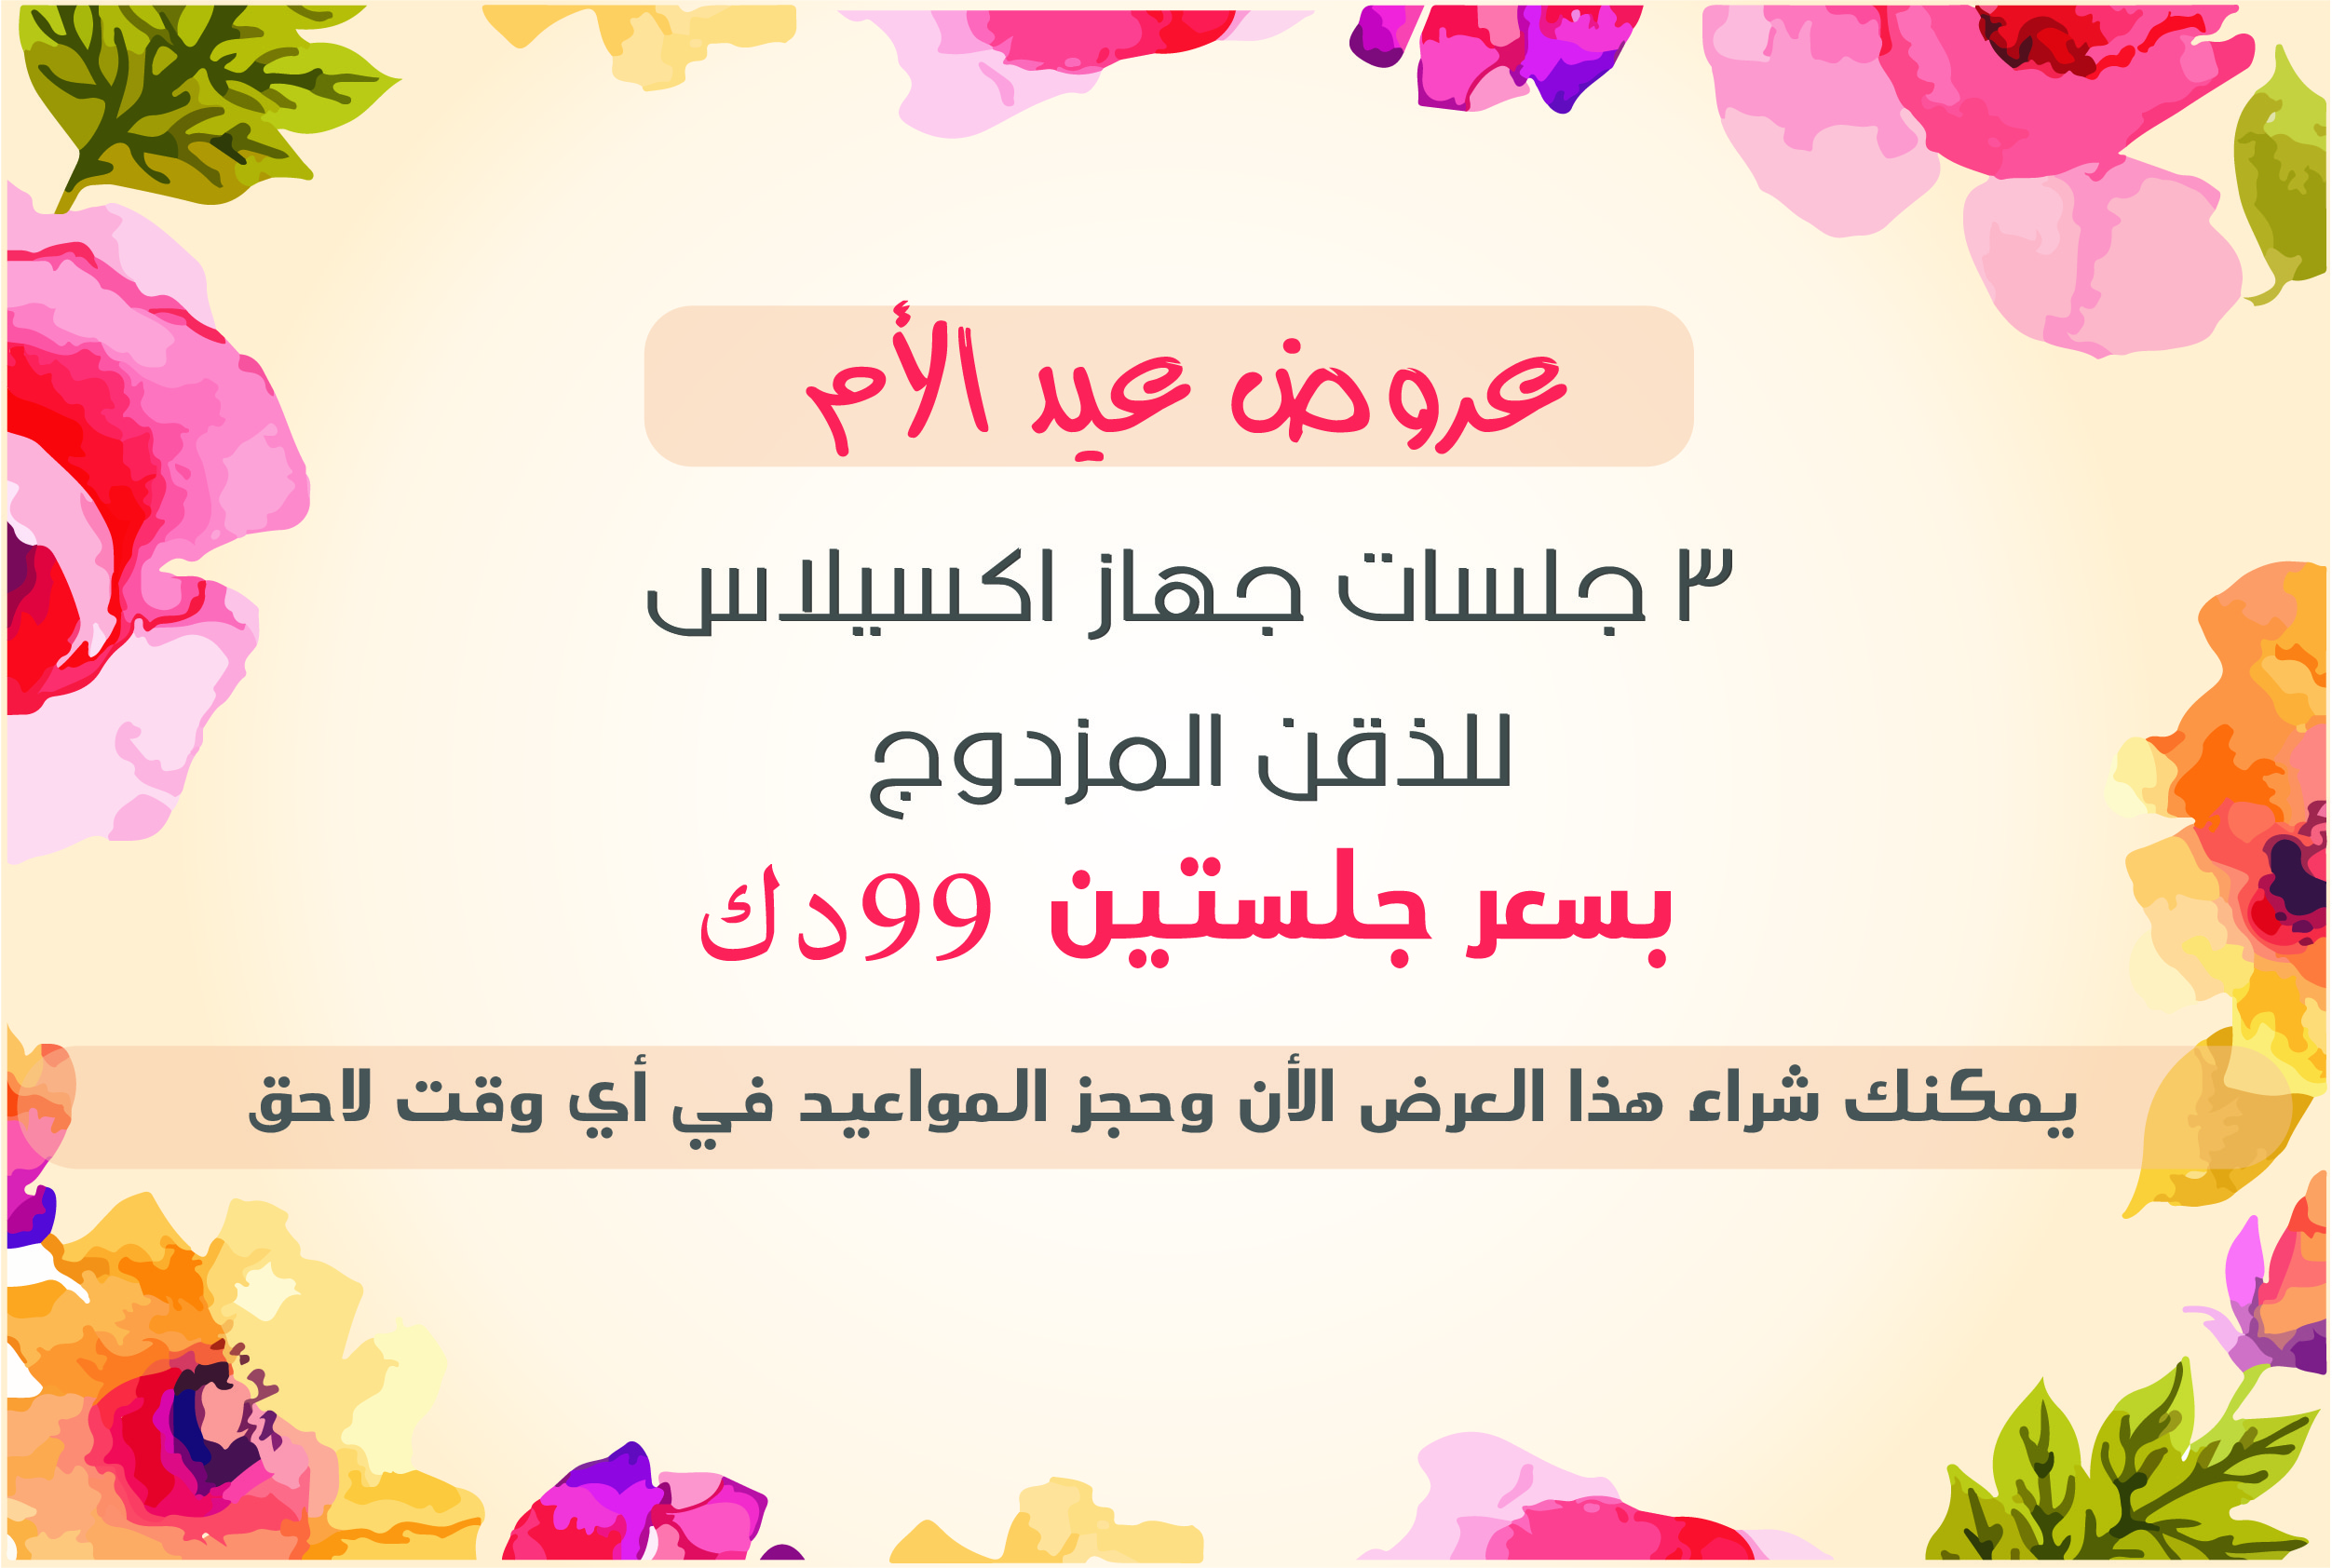 عروض عيد الأم
٣ جلسات جهاز اكسيلاس
للذقن المزدوج
بسعر جلستين 99دك
يمكنك شراء هذا العرض الأن وحجز المواعيد في أي وقت لاحق